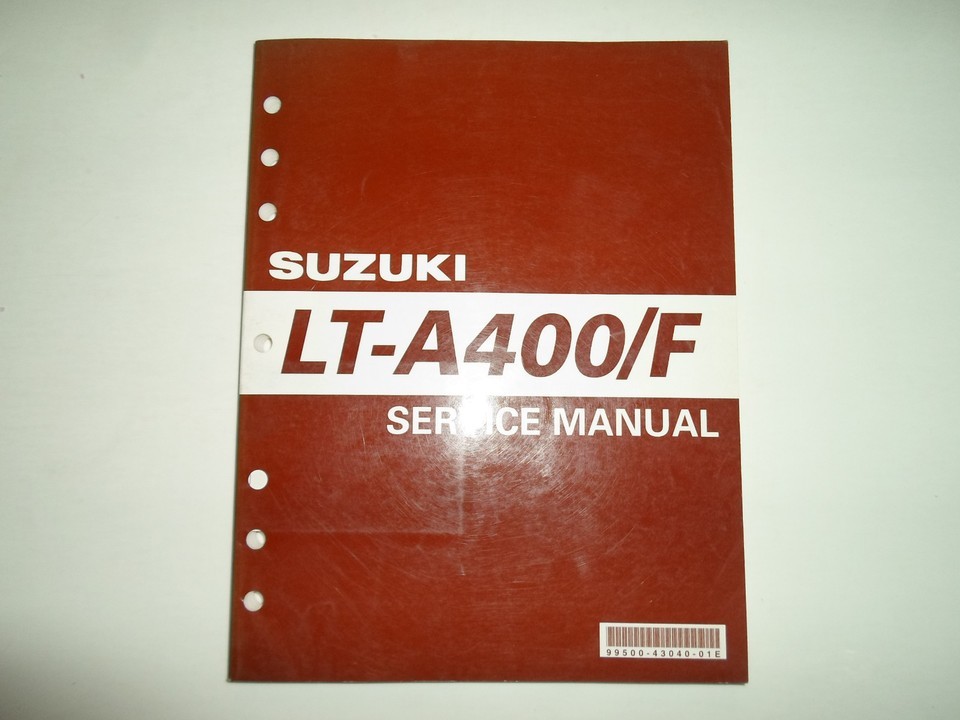 SUZUKI
LT-A400/F
SERVICE MANUAL
99500-43040-01E